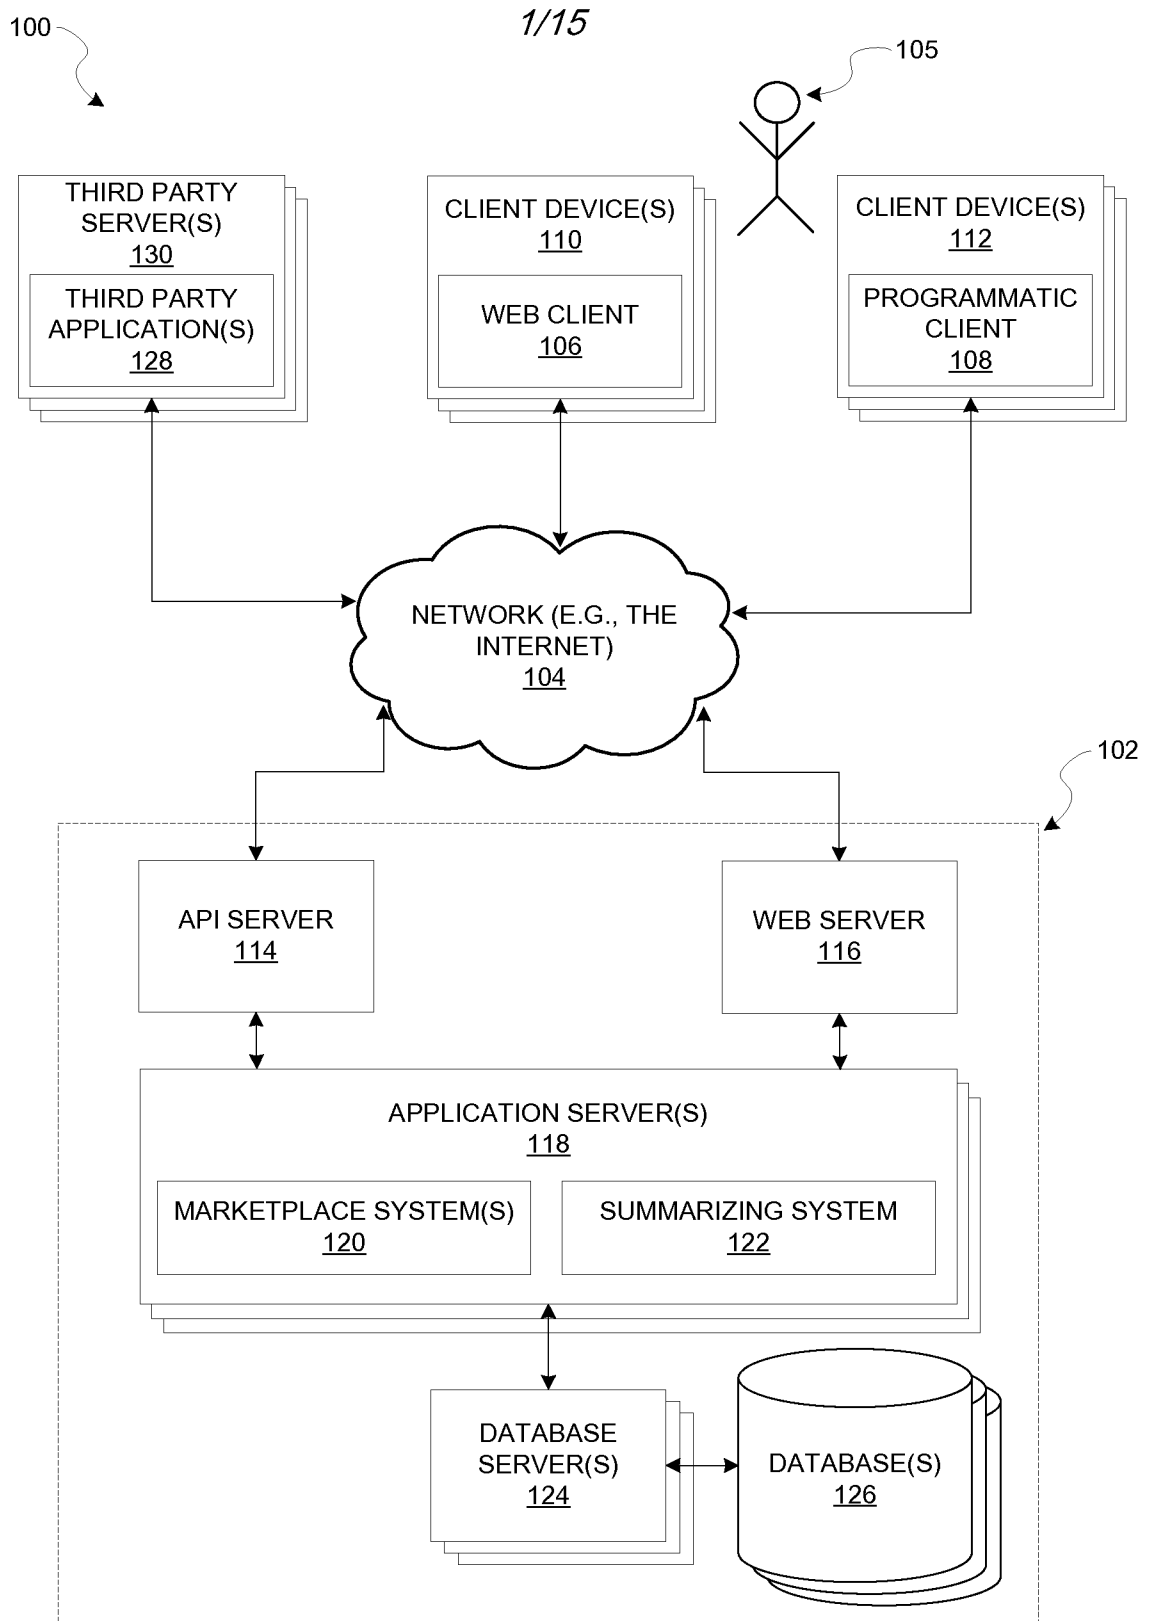 1/15
100
105
THIRD PARTY
SERVER(S)
130
THIRD PARTY
APPLICATION(S)
128
CLIENT DEVICE(S)
110
WEB CLIENT
106
CLIENT DEVICE(S)
112
PROGRAMMATIC
CLIENT
108
NETWORK (E.G., THE
INTERNET)
104
102
API SERVER
114
WEB SERVER
116
APPLICATION SERVER(S)
118
MARKETPLACE SYSTEM(S)
120
SUMMARIZING SYSTEM
122
DATABASE
SERVER(S)
124
DATABASE(S)
126